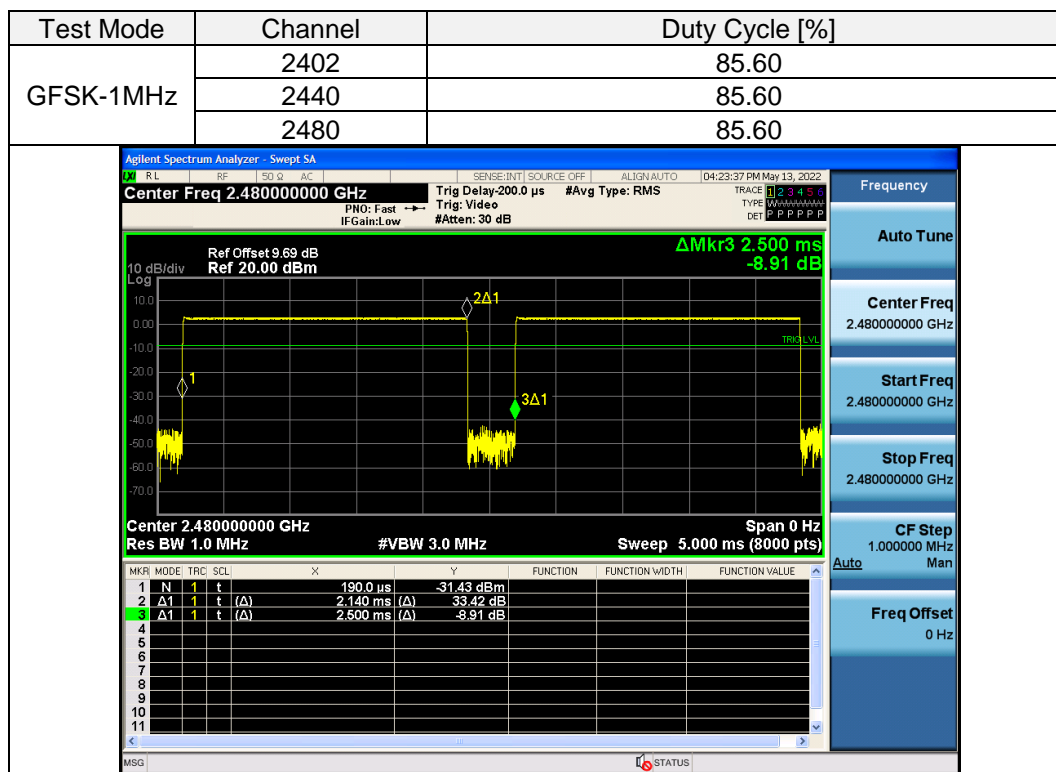 Test Mode Channel Duty Cycle [%]
GFSK-1MHz
2402 85.60
2440 85.60
2480 85.60
Agilent Spectrum Analyzer - Swept SA
LXI RL RF 50 Ω AC SENSE:INT SOURCE OFF ALIGN AUTO 04:23:37 PM May 13, 2022
Center Freq 2.480000000 GHz
PNO: Fast
IFGain:Low
Trig Delay-200.0 µs #Avg Type: RMS
Trig: Video
#Atten: 30 dB
TRACE 1 2 3 4 5 6
TYPE
DET P P P P P P
Frequency
Auto Tune
Center Freq
2.480000000 GHz
Start Freq
2.480000000 GHz
Stop Freq
2.480000000 GHz
CF Step
1.000000 MHz
Auto Man
Freq Offset
0 Hz
ΔMkr3 2.500 ms
-8.91 dB
Ref Offset 9.69 dB
10 dB/div Ref 20.00 dBm
Log
10.0
0.00
-10.0
-20.0
-30.0
-40.0
-50.0
-60.0
-70.0
2Δ1
TRIG LVL
1
3Δ1
Center 2.480000000 GHz Span 0 Hz
Res BW 1.0 MHz #VBW 3.0 MHz Sweep 5.000 ms (8000 pts)
MKR MODE TRC SCL X Y FUNCTION FUNCTION WIDTH FUNCTION VALUE
1 N 1 t 190.0 µs -31.43 dBm
2 Δ1 1 t (Δ) 2.140 ms (Δ) 33.42 dB
3 Δ1 1 t (Δ) 2.500 ms (Δ) -8.91 dB
4
5
6
7
8
9
10
11
MSG STATUS